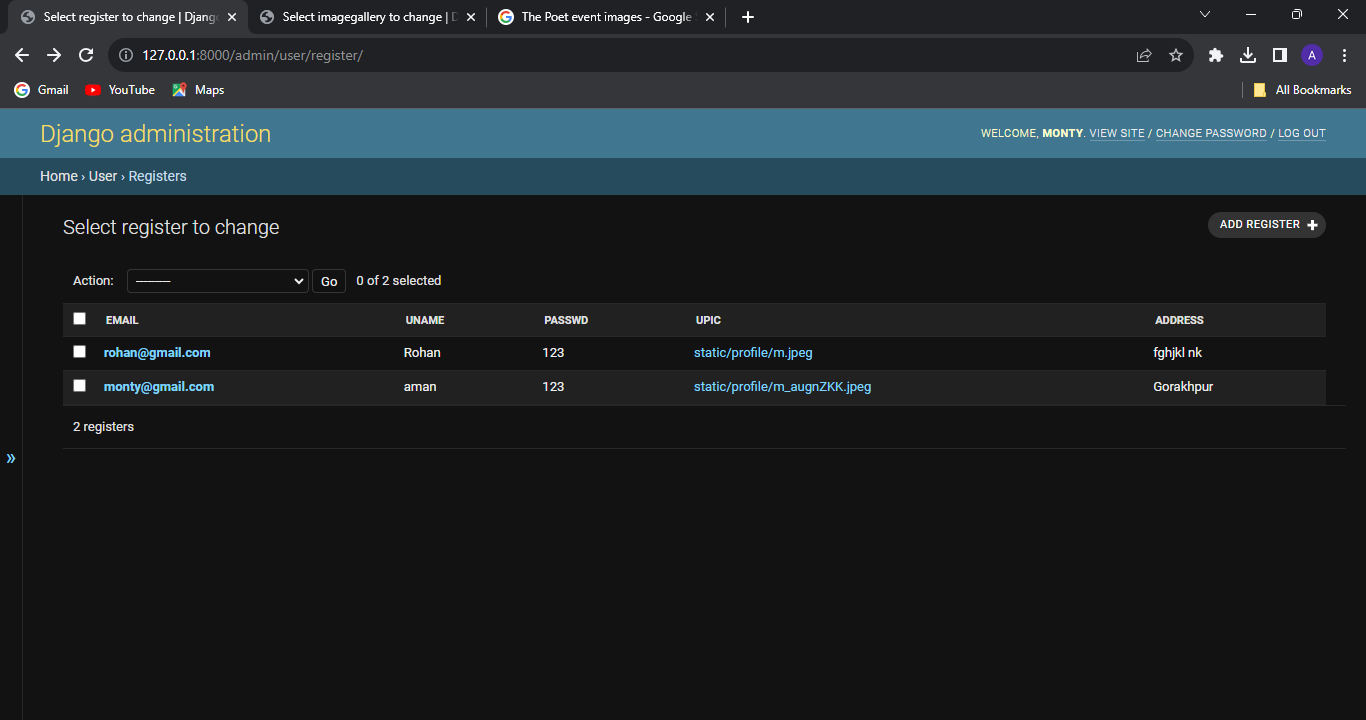 Select register to change | Djang
Select imagegallery to change | D
The Poet event images - Google S
127.0.0.1:8000/admin/user/register/
A
Gmail
YouTube
Maps
All Bookmarks
Django administration
WELCOME, MONTY. VIEW SITE / CHANGE PASSWORD / LOG OUT
Home › User › Registers
Select register to change
ADD REGISTER +
Action: --------- Go 0 of 2 selected
EMAIL UNAME PASSWD UPIC ADDRESS
rohan@gmail.com Rohan 123 static/profile/m.jpeg fghjkl nk
monty@gmail.com aman 123 static/profile/m_augnZKK.jpeg Gorakhpur
2 registers
»